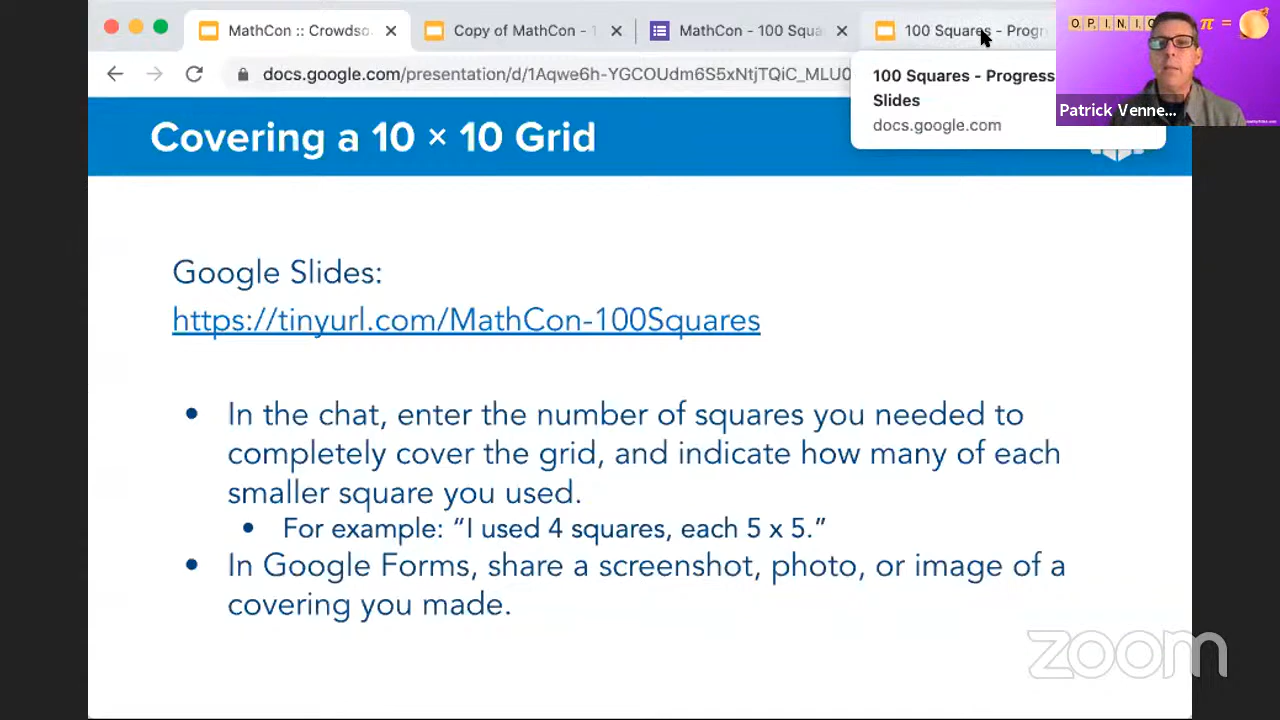 MathCon :: Crowdso
Copy of MathCon - 1
MathCon - 100 Squa
100 Squares - Progr
OPINIO
π =
docs.google.com/presentation/d/1Aqwe6h-YGCOUdm6S5xNtjTQiC_MLU0
100 Squares - Progress
Slides
docs.google.com
Patrick Venne...
Covering a 10 × 10 Grid
Google Slides:
https://tinyurl.com/MathCon-100Squares
• In the chat, enter the number of squares you needed to
completely cover the grid, and indicate how many of each
smaller square you used.
• For example: “I used 4 squares, each 5 x 5.”
• In Google Forms, share a screenshot, photo, or image of a
covering you made.
zoom